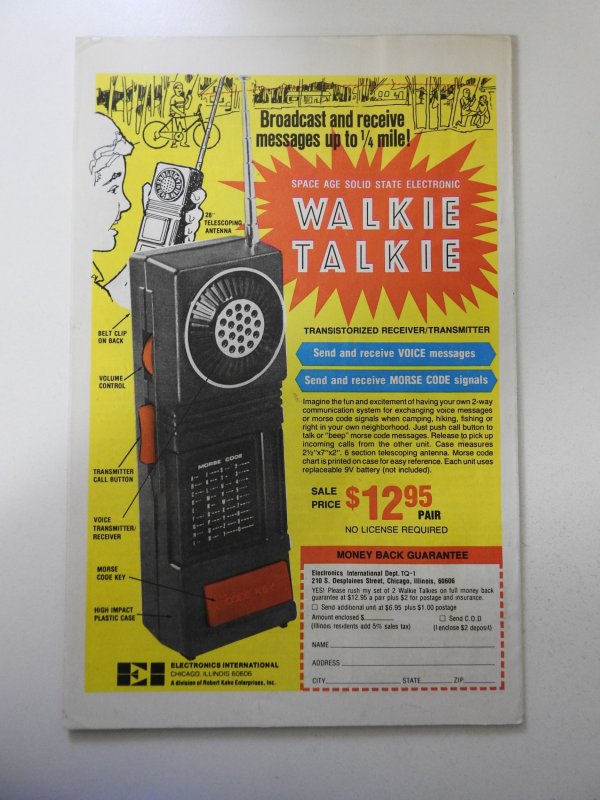 Broadcast and receive
messages up to ¼ mile!
SPACE AGE SOLID STATE ELECTRONIC
WALKIE
TALKIE
28"
TELESCOPING
ANTENNA
BELT CLIP
ON BACK
VOLUME
CONTROL
TRANSMITTER
CALL BUTTON
VOICE
TRANSMITTER/
RECEIVER
MORSE
CODE KEY
HIGH IMPACT
PLASTIC CASE
MORSE CODE
CODE KEY
TRANSISTORIZED RECEIVER/TRANSMITTER
Send and receive VOICE messages
Send and receive MORSE CODE signals
Imagine the fun and excitement of having your own 2-way
communication system for exchanging voice messages
or morse code signals when camping, hiking, fishing or
right in your own neighborhood. Just push call button to
talk or "beep" morse code messages. Release to pick up
incoming calls from the other unit. Case measures
2½"x7"x2". 6 section telescoping antenna. Morse code
chart is printed on case for easy reference. Each unit uses
replaceable 9V battery (not included).
SALE
PRICE $12.95
PAIR
NO LICENSE REQUIRED
MONEY BACK GUARANTEE
Electronics International Dept. TQ-1
210 S. Desplaines Street, Chicago, Illinois, 60606
YES! Please rush my set of 2 Walkie Talkies on full money back
guarantee at $12.95 a pair plus $2 for postage and insurance.
Send additional unit at $6.95 plus $1.00 postage
Amount enclosed $ Send C.O.D
(Illinois residents add 5% sales tax) (I enclose $2 deposit)
NAME
ADDRESS
CITY STATE ZIP
EI ELECTRONICS INTERNATIONAL
CHICAGO, ILLINOIS 60606
A division of Robert Kahn Enterprises, Inc.